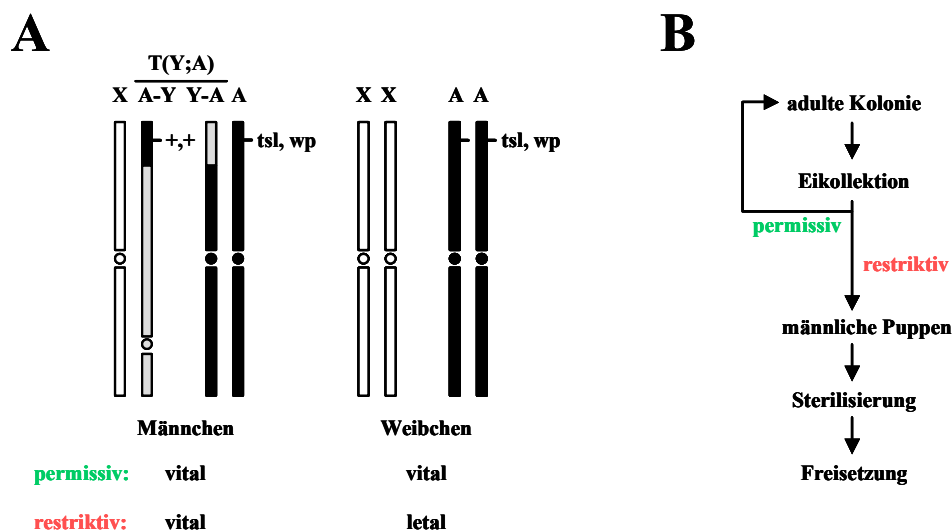 A
T(Y;A)
X A-Y Y-A A
+,+
tsl, wp
Männchen
X X
A A
tsl, wp
Weibchen
permissiv: vital vital
restriktiv: vital letal
B
adulte Kolonie
Eikollektion
permissiv
restriktiv
männliche Puppen
Sterilisierung
Freisetzung